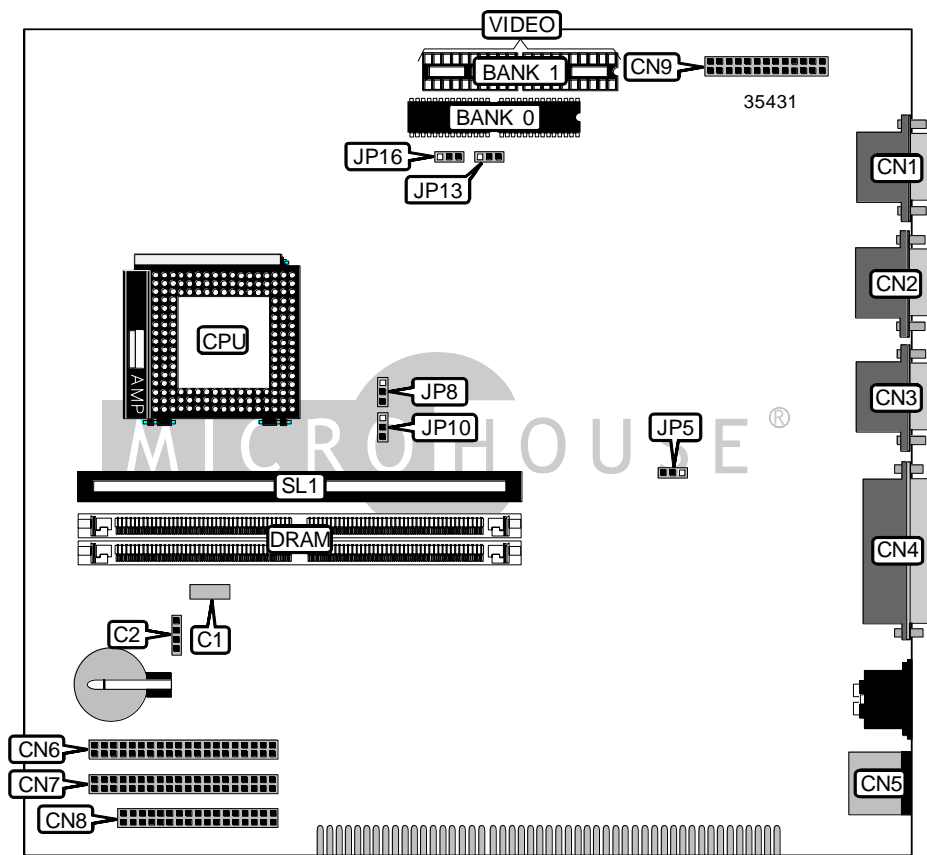 VIDEO
BANK 1
CN9
35431
BANK 0
JP16
JP13
CN1
CN2
CPU
AMP
CN3
JP8
JP10
JP5
MICROHOUSE®
SL1
DRAM
CN4
C2
C1
CN6
CN7
CN5
CN8